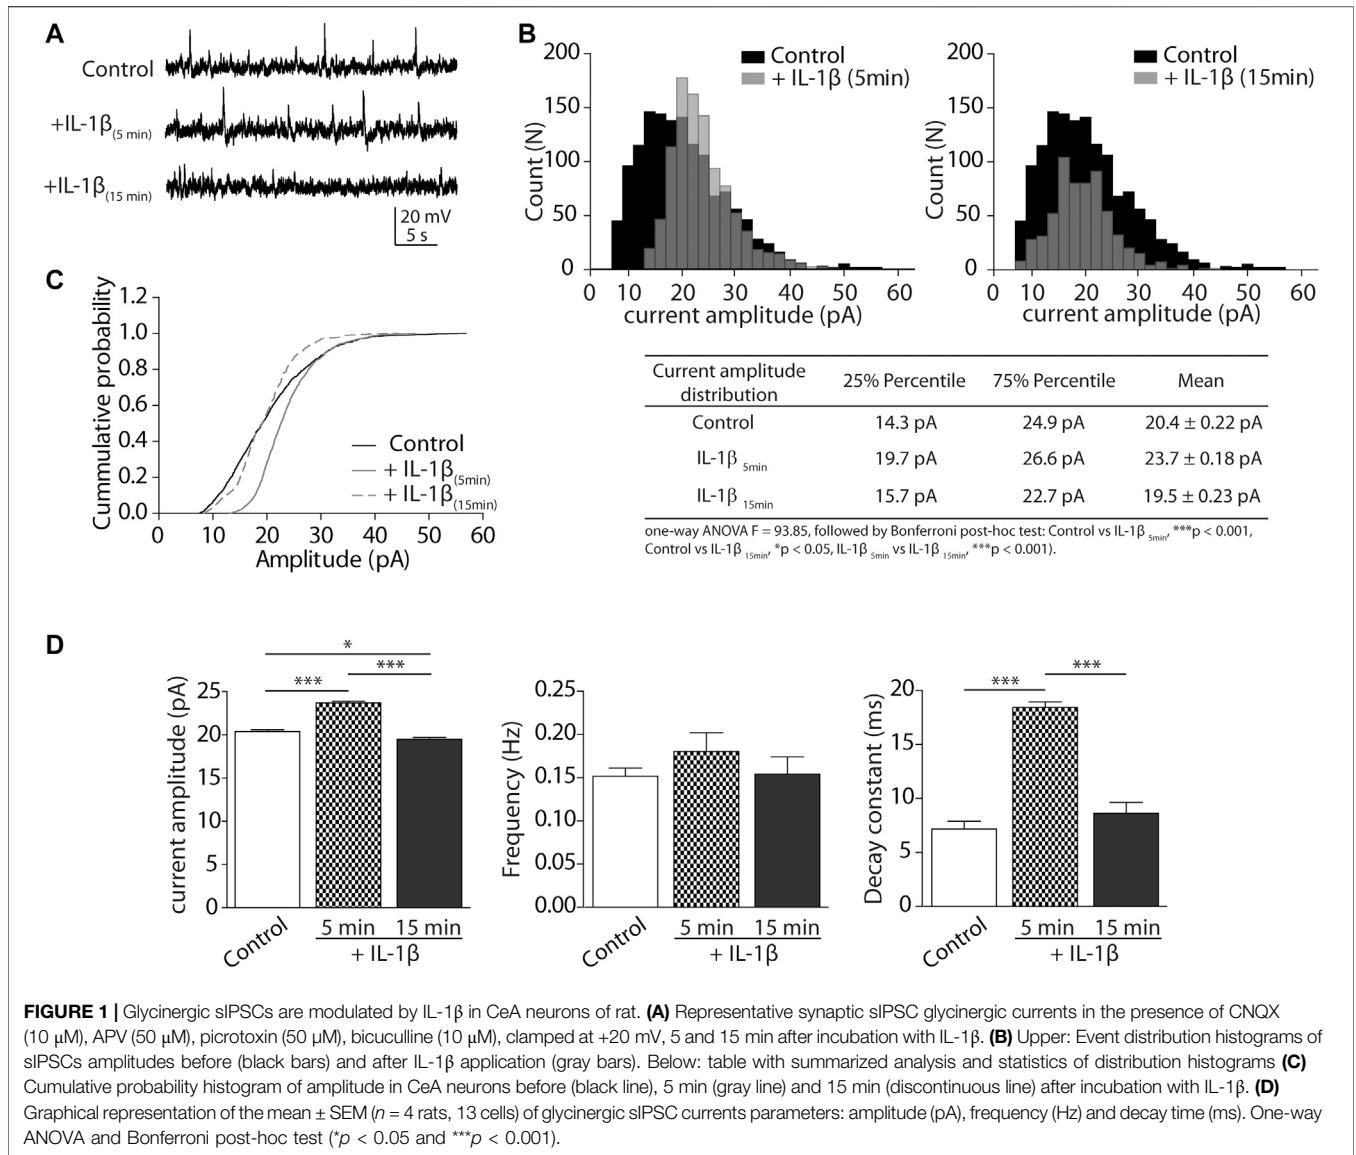 A
Control
+IL-1β(5 min)
+IL-1β(15 min)
20 mV
5 s
B
200
150
100
50
0
Count (N)
Control
+ IL-1β (5min)
0 10 20 30 40 50 60
current amplitude (pA)
200
150
100
50
0
Count (N)
Control
+ IL-1β (15min)
0 10 20 30 40 50 60
current amplitude (pA)
Current amplitude
distribution
25% Percentile 75% Percentile Mean
Control 14.3 pA 24.9 pA 20.4 ± 0.22 pA
IL-1β 5min 19.7 pA 26.6 pA 23.7 ± 0.18 pA
IL-1β 15min 15.7 pA 22.7 pA 19.5 ± 0.23 pA
one-way ANOVA F = 93.85, followed by Bonferroni post-hoc test: Control vs IL-1β 5min, ***p < 0.001,
Control vs IL-1β 15min, *p < 0.05, IL-1β 5min vs IL-1β 15min, ***p < 0.001).
C
Cummulative probability
1.2
1.0
0.8
0.6
0.4
0.2
0.0
Control
+ IL-1β(5min)
+ IL-1β(15min)
0 10 20 30 40 50 60
Amplitude (pA)
D
current amplitude (pA)
25
20
15
10
5
0
*
***
***
Control
5 min 15 min
+ IL-1β
Frequency (Hz)
0.25
0.20
0.15
0.10
0.05
0.00
Control
5 min 15 min
+ IL-1β
Decay constant (ms)
20
15
10
5
0
***
***
Control
5 min 15 min
+ IL-1β
FIGURE 1 | Glycinergic sIPSCs are modulated by IL-1β in CeA neurons of rat. (A) Representative synaptic sIPSC glycinergic currents in the presence of CNQX
(10 μM), APV (50 μM), picrotoxin (50 μM), bicuculline (10 μM), clamped at +20 mV, 5 and 15 min after incubation with IL-1β. (B) Upper: Event distribution histograms of
sIPSCs amplitudes before (black bars) and after IL-1β application (gray bars). Below: table with summarized analysis and statistics of distribution histograms (C)
Cumulative probability histogram of amplitude in CeA neurons before (black line), 5 min (gray line) and 15 min (discontinuous line) after incubation with IL-1β. (D)
Graphical representation of the mean ± SEM (n = 4 rats, 13 cells) of glycinergic sIPSC currents parameters: amplitude (pA), frequency (Hz) and decay time (ms). One-way
ANOVA and Bonferroni post-hoc test (*p < 0.05 and ***p < 0.001).